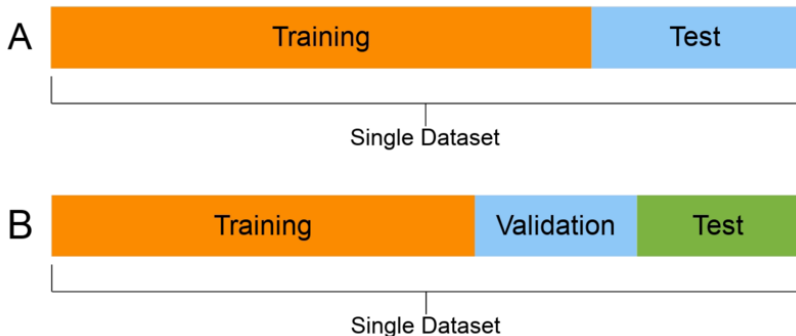 A Training Test
Single Dataset
B Training Validation Test
Single Dataset